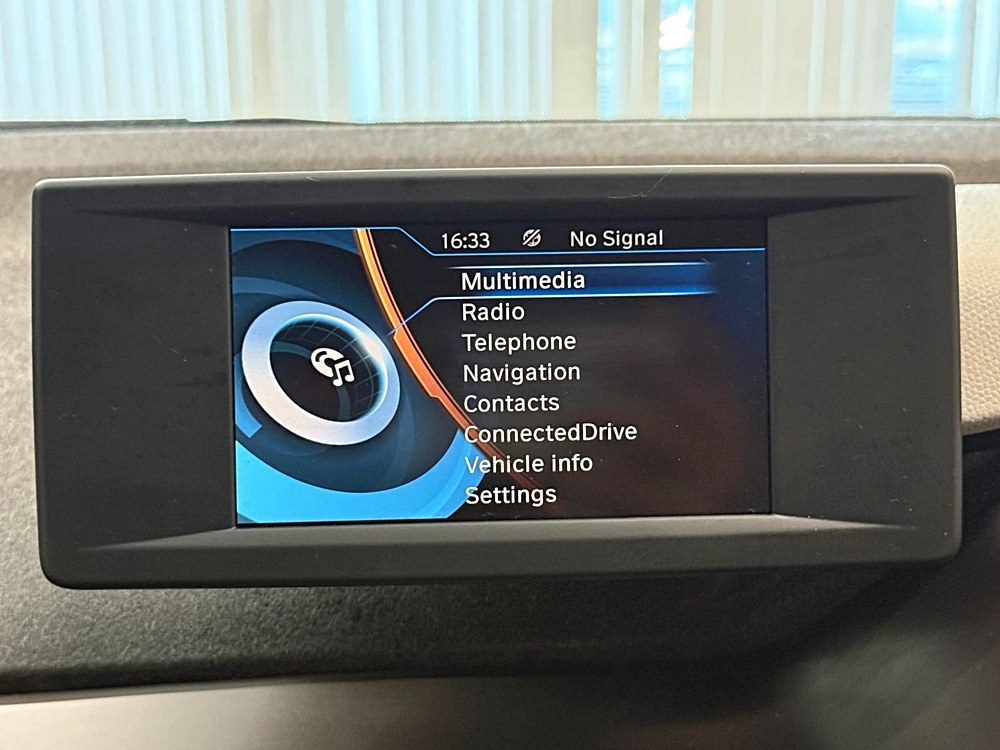 16:33 No Signal
Multimedia
Radio
Telephone
Navigation
Contacts
ConnectedDrive
Vehicle info
Settings